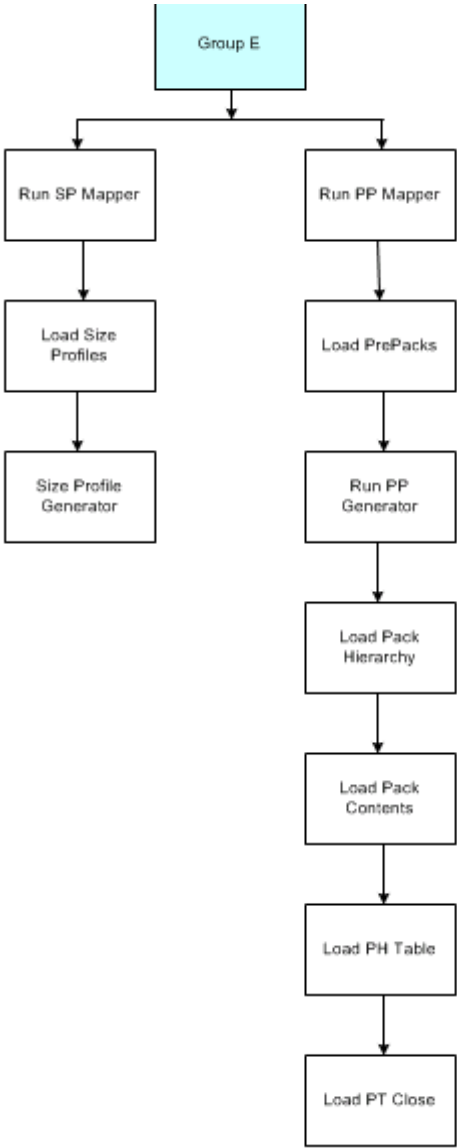 Group E
Run SP Mapper
Run PP Mapper
Load Size
Profiles
Load PrePacks
Size Profile
Generator
Run PP
Generator
Load Pack
Hierarchy
Load Pack
Contents
Load PH Table
Load PT Close